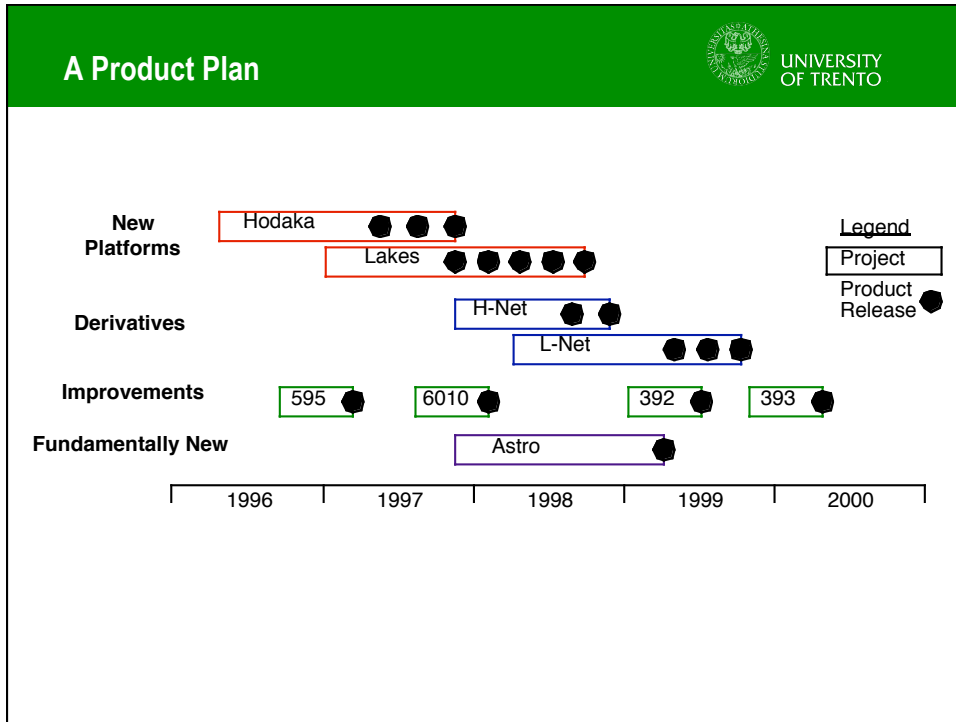 A Product Plan
UNIVERSITY
OF TRENTO
New
Platforms
Hodaka
Lakes
Legend
Project
Product
Release
Derivatives
H-Net
L-Net
Improvements
595
6010
392
393
Fundamentally New
Astro
1996
1997
1998
1999
2000